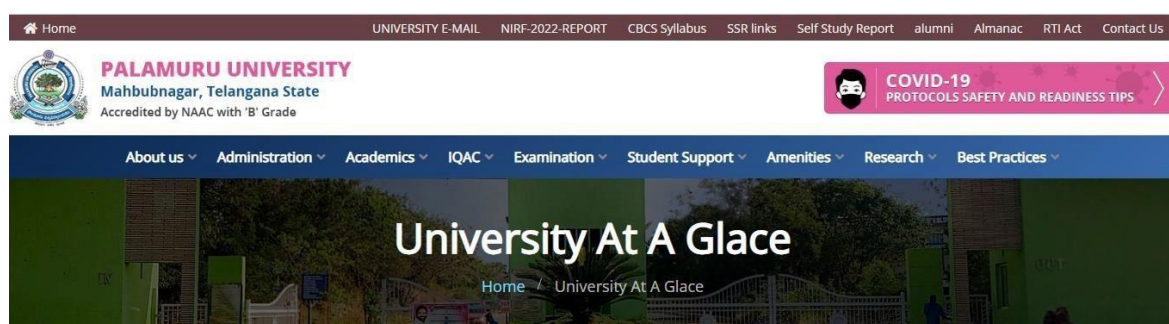 Home UNIVERSITY E-MAIL NIRF-2022-REPORT CBCS Syllabus SSR links Self Study Report alumni Almanac RTI Act Contact Us
PALAMURU UNIVERSITY
Mahbubnagar, Telangana State
Accredited by NAAC with 'B' Grade
COVID-19
PROTOCOLS SAFETY AND READINESS TIPS
About us Administration Academics IQAC Examination Student Support Amenities Research Best Practices
University At A Glace
Home / University At A Glace